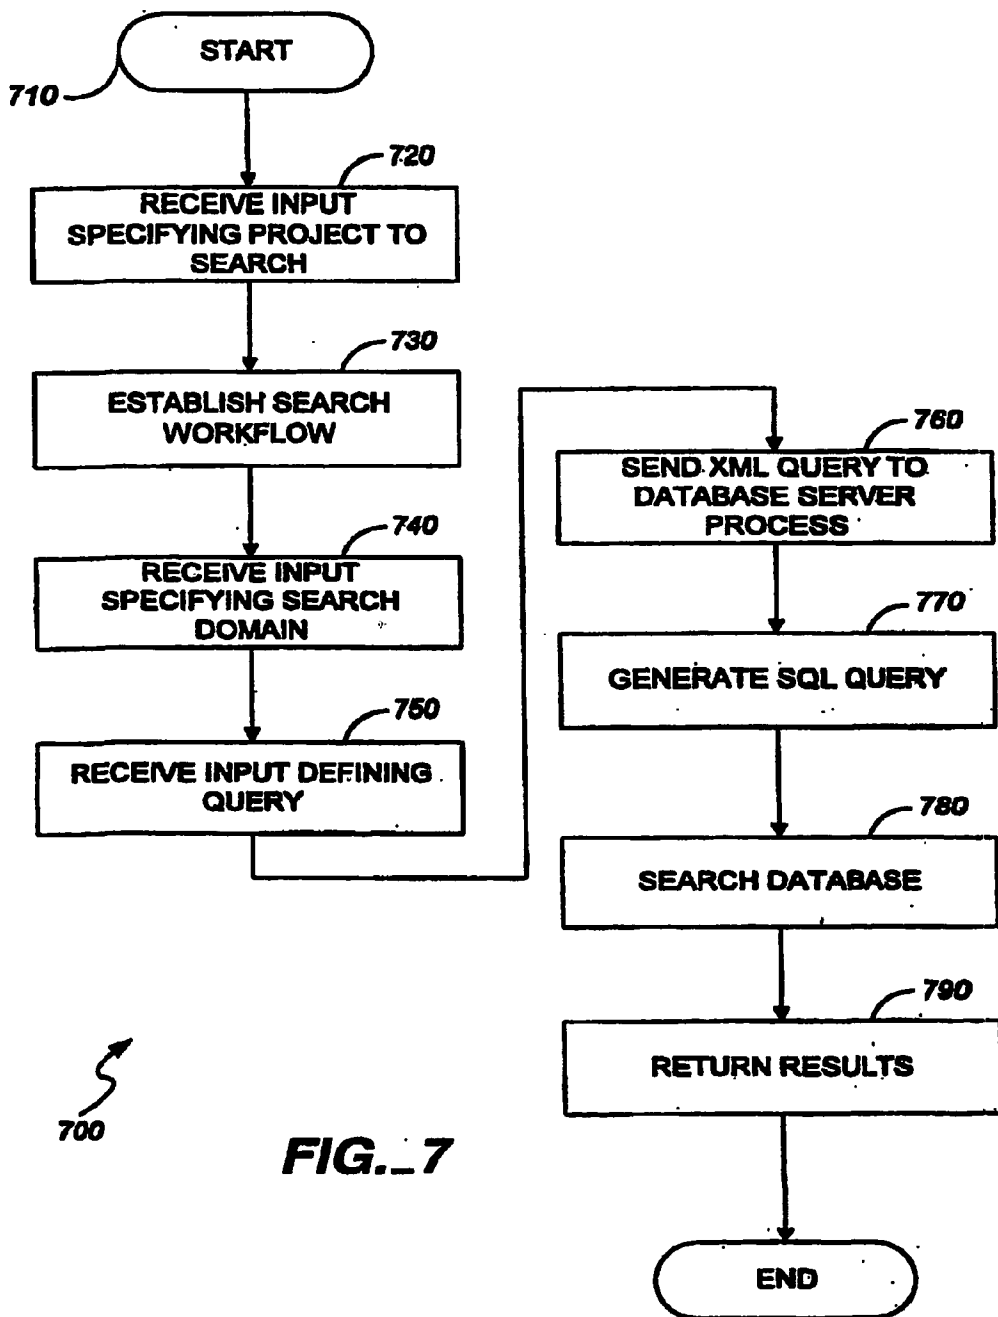 START
710
720
RECEIVE INPUT
SPECIFYING PROJECT TO
SEARCH
730
ESTABLISH SEARCH
WORKFLOW
740
RECEIVE INPUT
SPECIFYING SEARCH
DOMAIN
750
RECEIVE INPUT DEFINING
QUERY
760
SEND XML QUERY TO
DATABASE SERVER
PROCESS
770
GENERATE SQL QUERY
780
SEARCH DATABASE
790
RETURN RESULTS
END
700
FIG._7